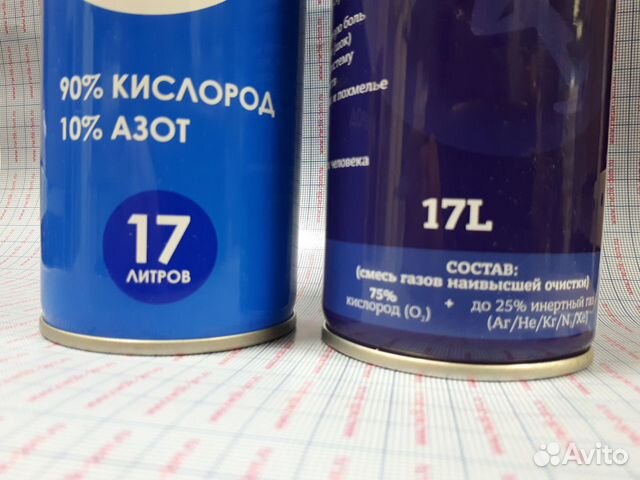 90% КИСЛОРОД
10% АЗОТ
17
ЛИТРОВ
боль
и похмелье
человека
17L
СОСТАВ:
(смесь газов наивысшей очистки)
75%
кислород (O₂) + до 25% инертный газ
(Ar/He/Kr/N₂/Xe)
Avito